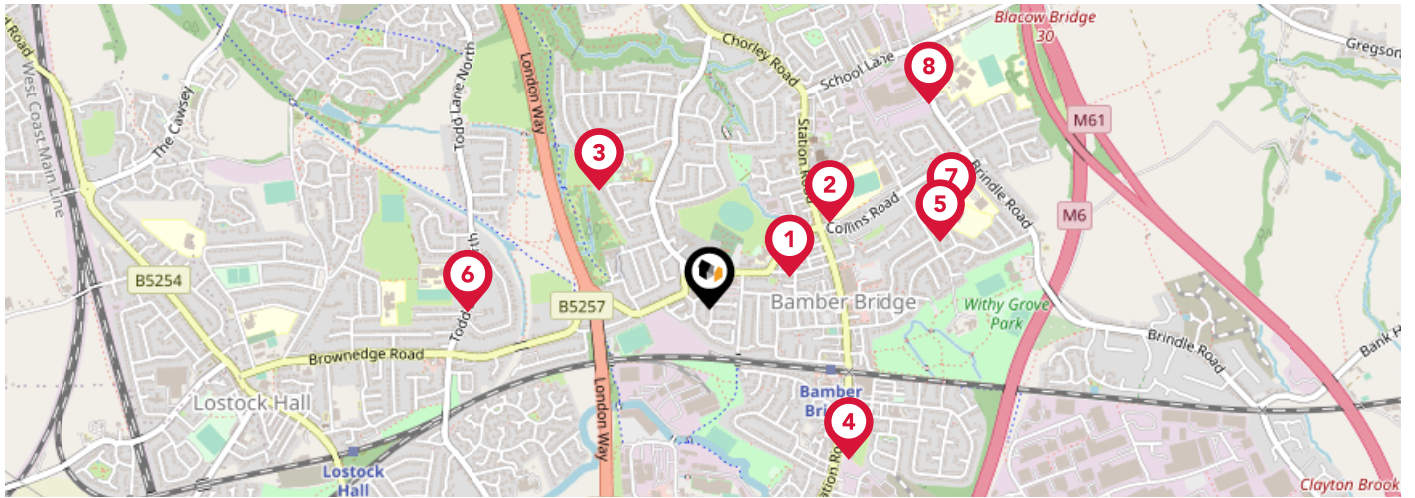 Blacow Bridge
30
Gregson
Chorley Road
School Lane
8
Road
West Coast Main Line
The Cawsey
Todd Lane North
London Way
M61
3
Station Road
7
2
Brindle Road
5
Collins Road
M6
1
6
B5254
B5257
Bamber Bridge
Withy Grove
Park
Todd
Brownedge Road
Brindle Road
Bank H
Lostock Hall
London Way
Bamber
Bri
4
Lostock
Hall
ation Ro
Clayton Brook